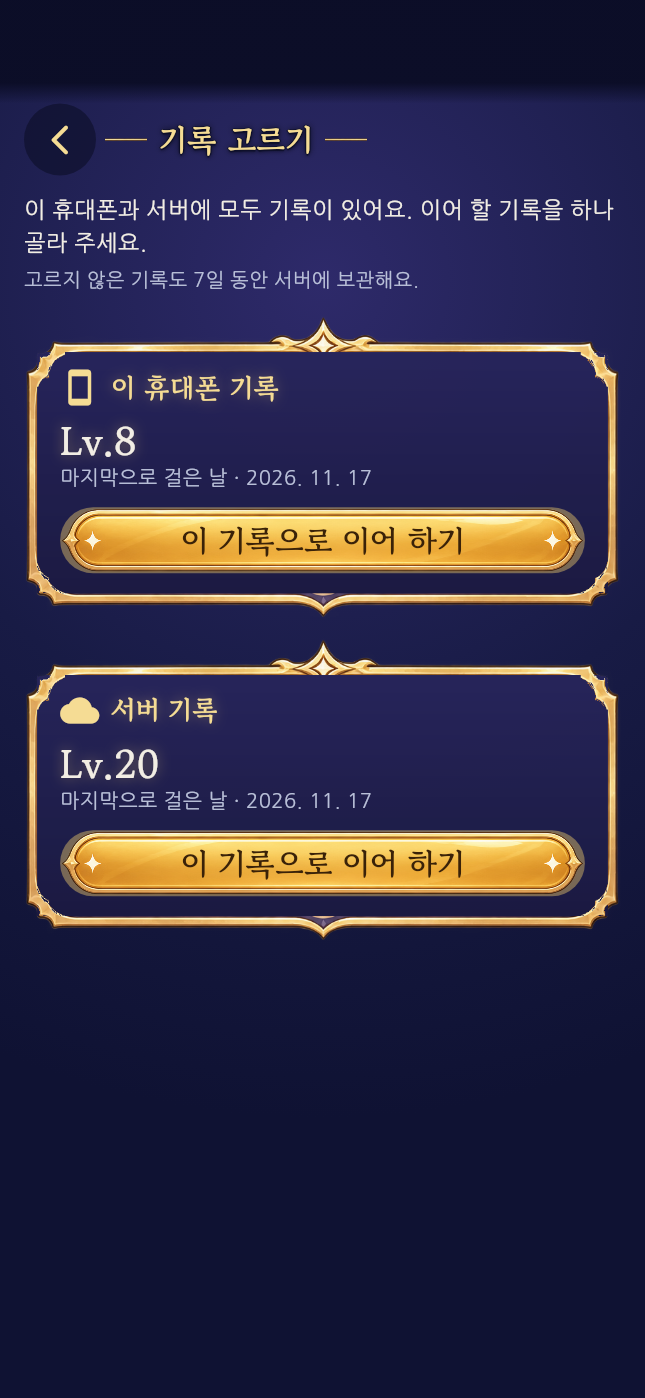 기록 고르기
이 휴대폰과 서버에 모두 기록이 있어요. 이어 할 기록을 하나
골라 주세요.
고르지 않은 기록도 7일 동안 서버에 보관해요.
이 휴대폰 기록
Lv.8
마지막으로 걸은 날 · 2026. 11. 17
이 기록으로 이어 하기
서버 기록
Lv.20
마지막으로 걸은 날 · 2026. 11. 17
이 기록으로 이어 하기